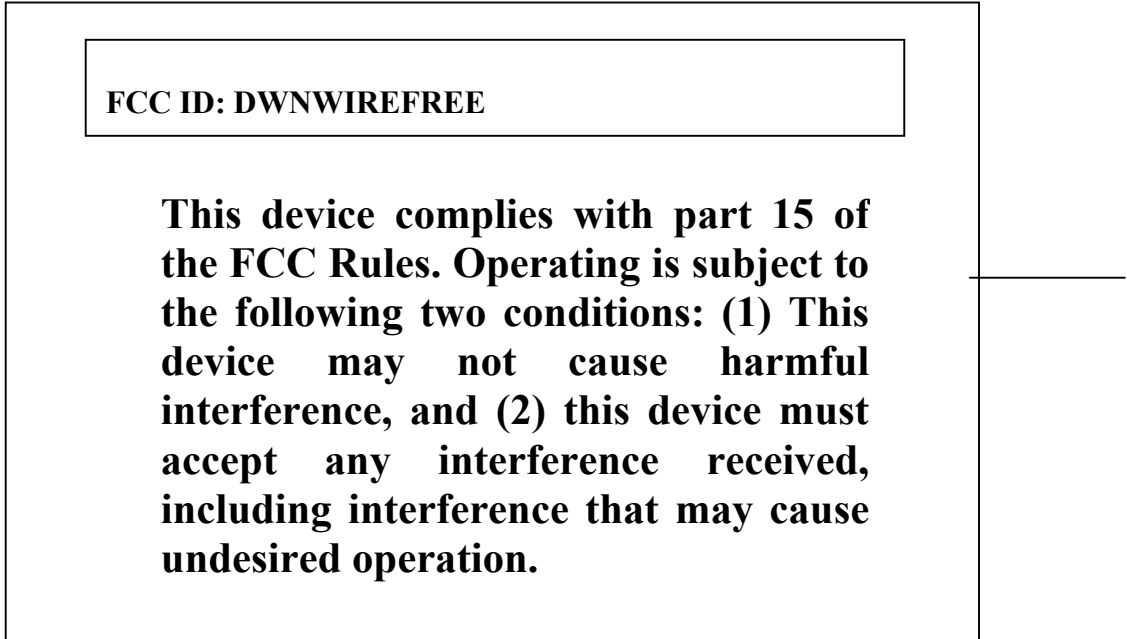 FCC ID: DWNWIREFREE
This device complies with part 15 of
the FCC Rules. Operating is subject to
the following two conditions: (1) This
device may not cause harmful
interference, and (2) this device must
accept any interference received,
including interference that may cause
undesired operation.